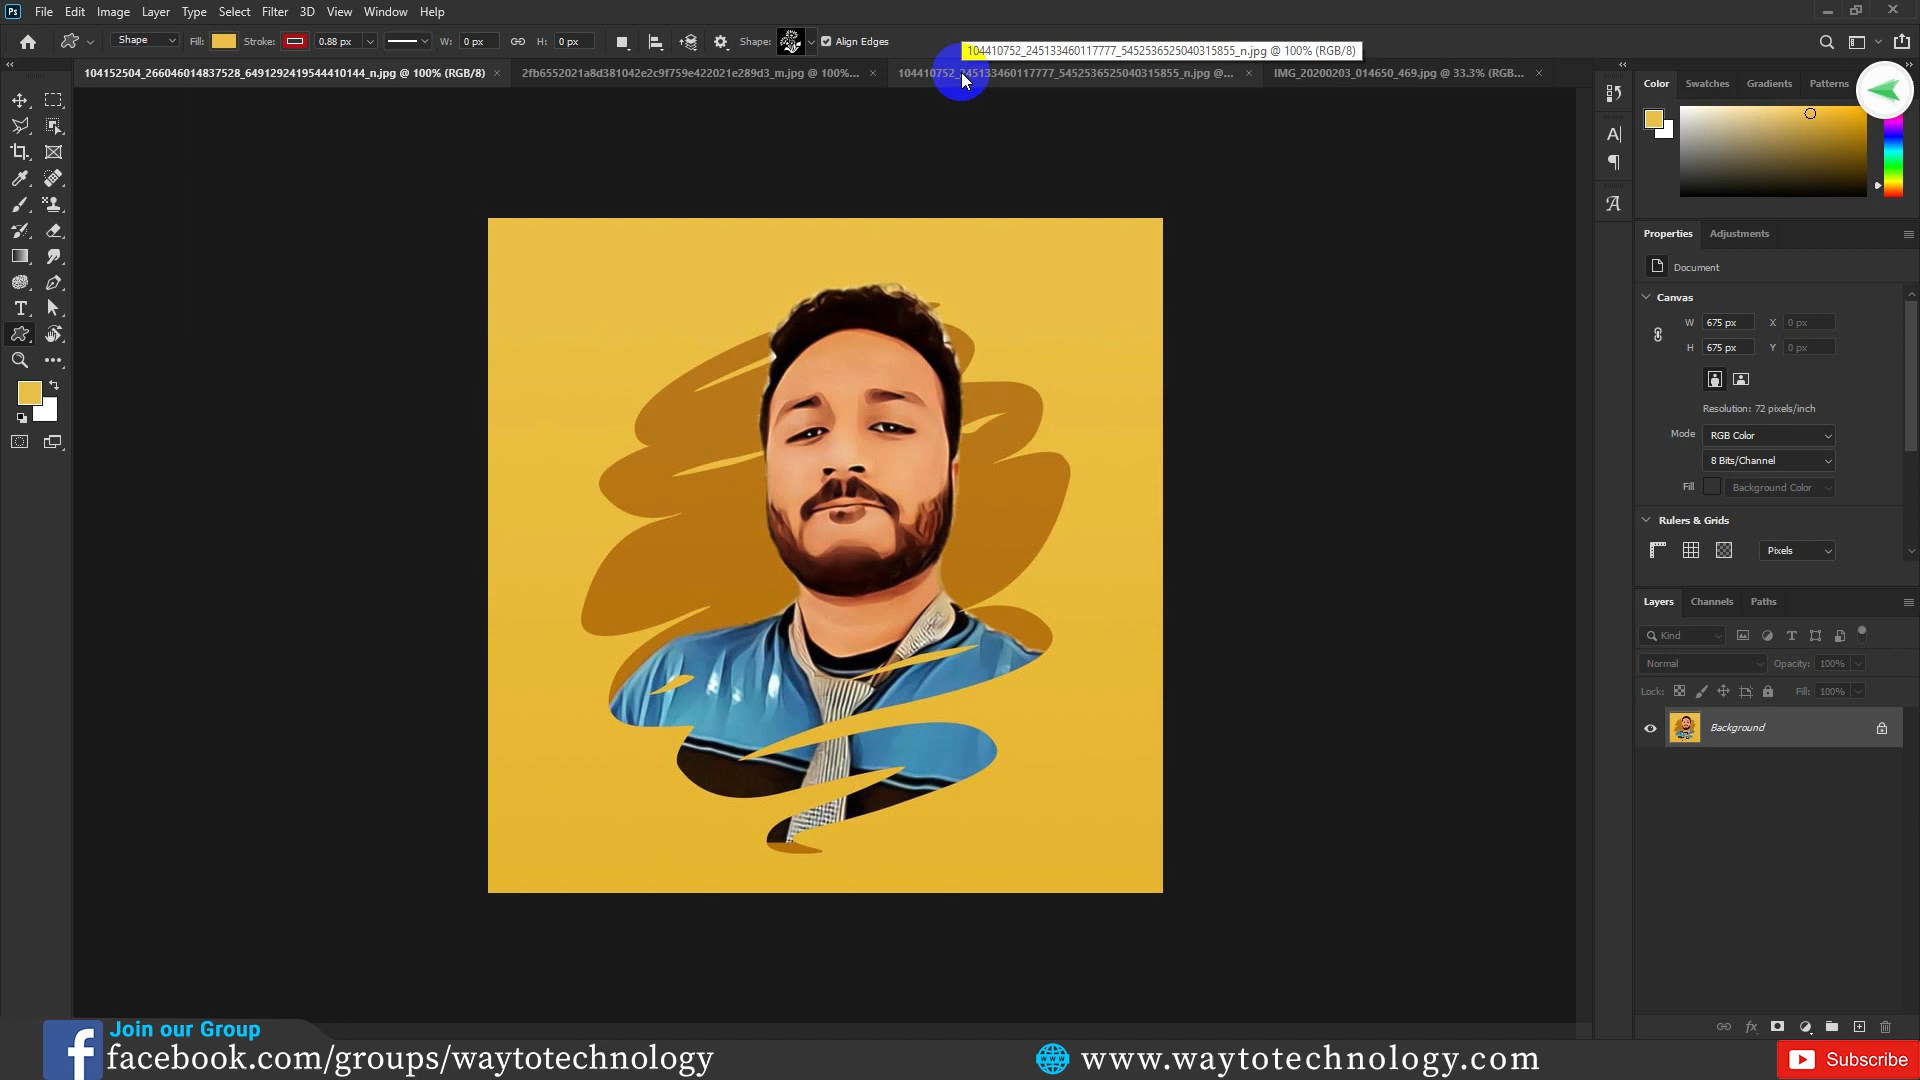 Ps File Edit Image Layer Type Select Filter 3D View Window Help
Shape Fill: Stroke: 0.88 px W: 0 px H: 0 px Shape: Align Edges
104410752_245133460117777_5452536525040315855_n.jpg @ 100% (RGB/8)
104152504_266046014837528_6491292419544410144_n.jpg @ 100% (RGB/8) × 2fb6552021a8d381042e2c9f759e422021e289d3_m.jpg @ 100%... × 104410752_245133460117777_5452536525040315855_n.jpg @... × IMG_20200203_014650_469.jpg @ 33.3% (RGB... ×
Color Swatches Gradients Patterns
Properties Adjustments
Document
Canvas
W 675 px X 0 px
H 675 px Y 0 px
Resolution: 72 pixels/inch
Mode RGB Color
8 Bits/Channel
Fill Background Color
Rulers & Grids
Pixels
Layers Channels Paths
Kind
Normal Opacity: 100%
Lock: Fill: 100%
Background
fx
Join our Group
facebook.com/groups/waytotechnology
www.waytotechnology.com
Subscribe